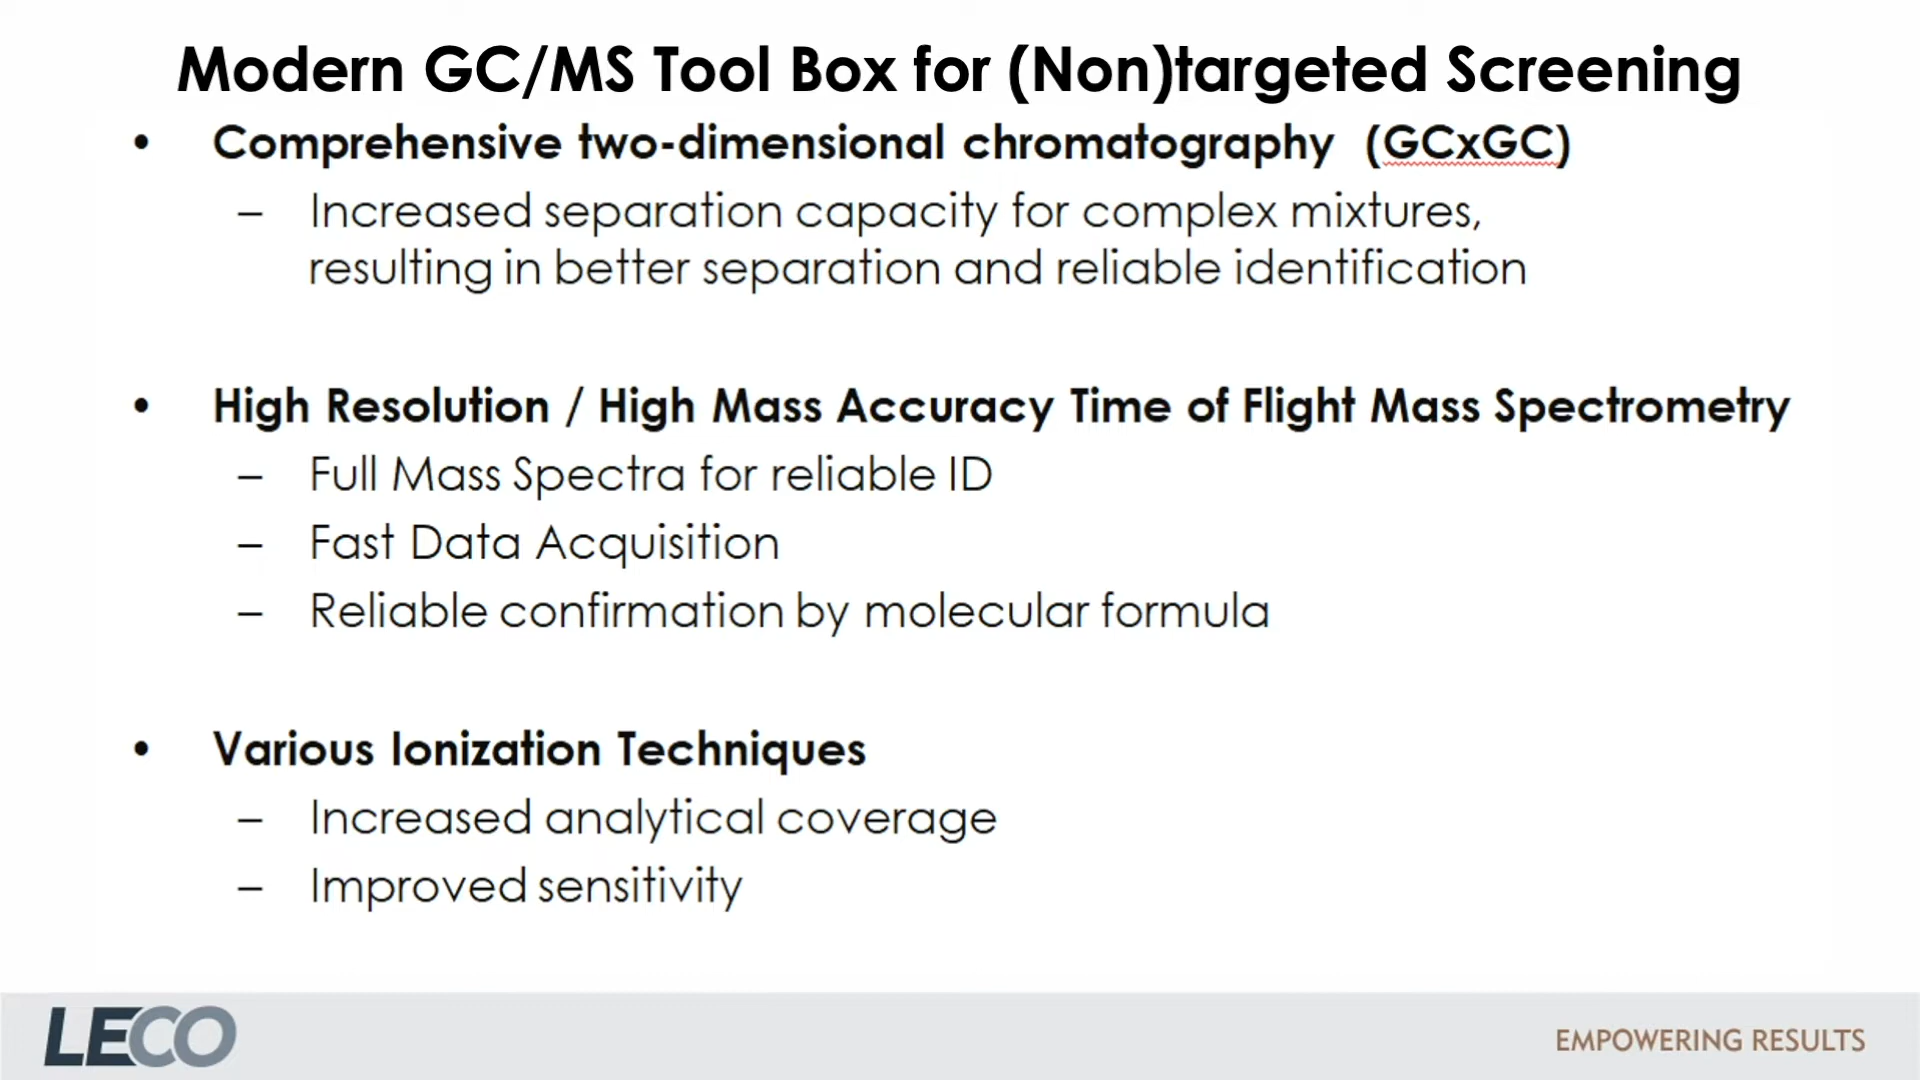 Modern GC/MS Tool Box for (Non)targeted Screening
• Comprehensive two-dimensional chromatography (GCxGC)
– Increased separation capacity for complex mixtures,
resulting in better separation and reliable identification
• High Resolution / High Mass Accuracy Time of Flight Mass Spectrometry
– Full Mass Spectra for reliable ID
– Fast Data Acquisition
– Reliable confirmation by molecular formula
• Various Ionization Techniques
– Increased analytical coverage
– Improved sensitivity
LECO
EMPOWERING RESULTS